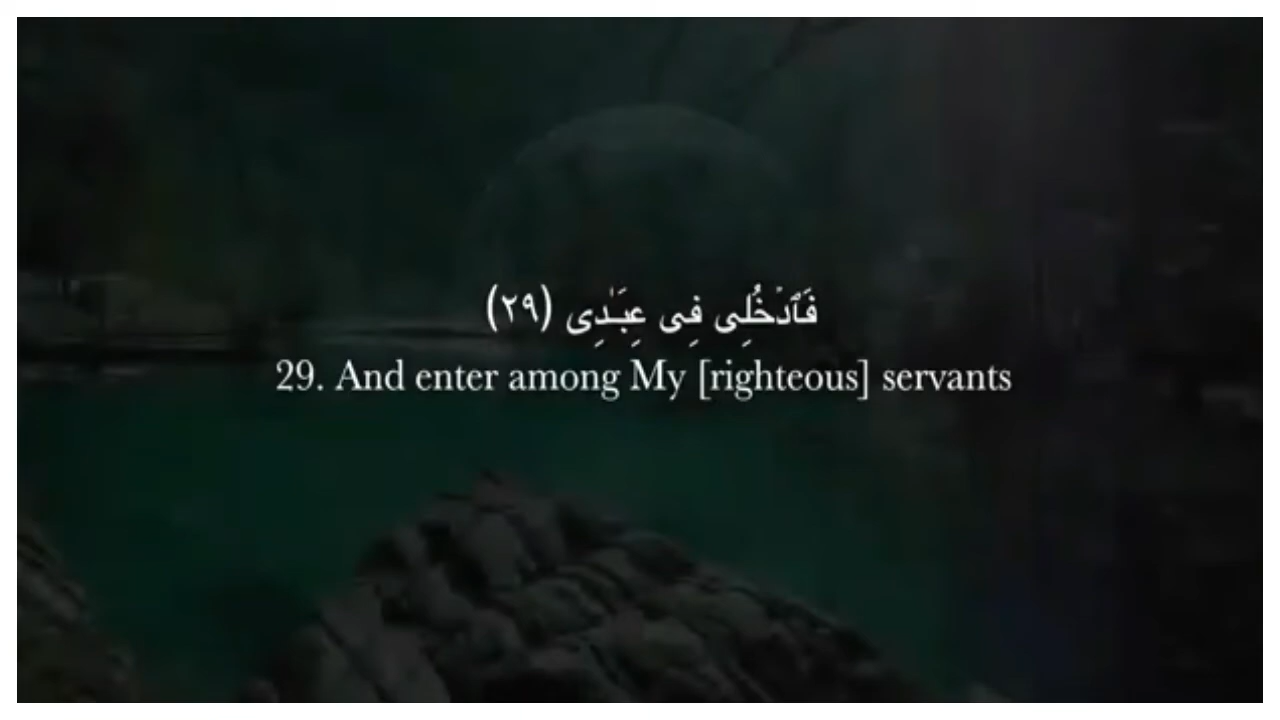 فَٱدۡخُلِی فِی عِبَـٰدِی (٢٩)
29. And enter among My [righteous] servants